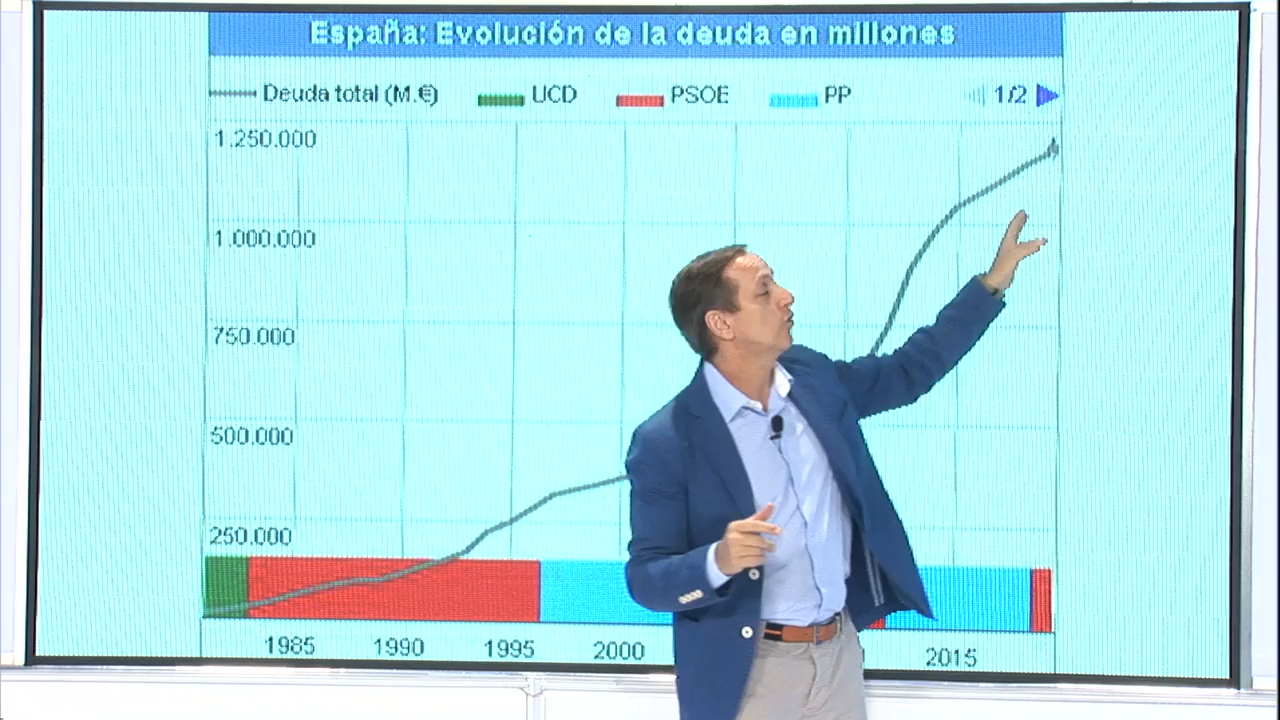 España: Evolución de la deuda en millones
Deuda total (M.€) UCD PSOE PP 1/2
1.250.000
1.000.000
750.000
500.000
250.000
1985 1990 1995 2000 2015